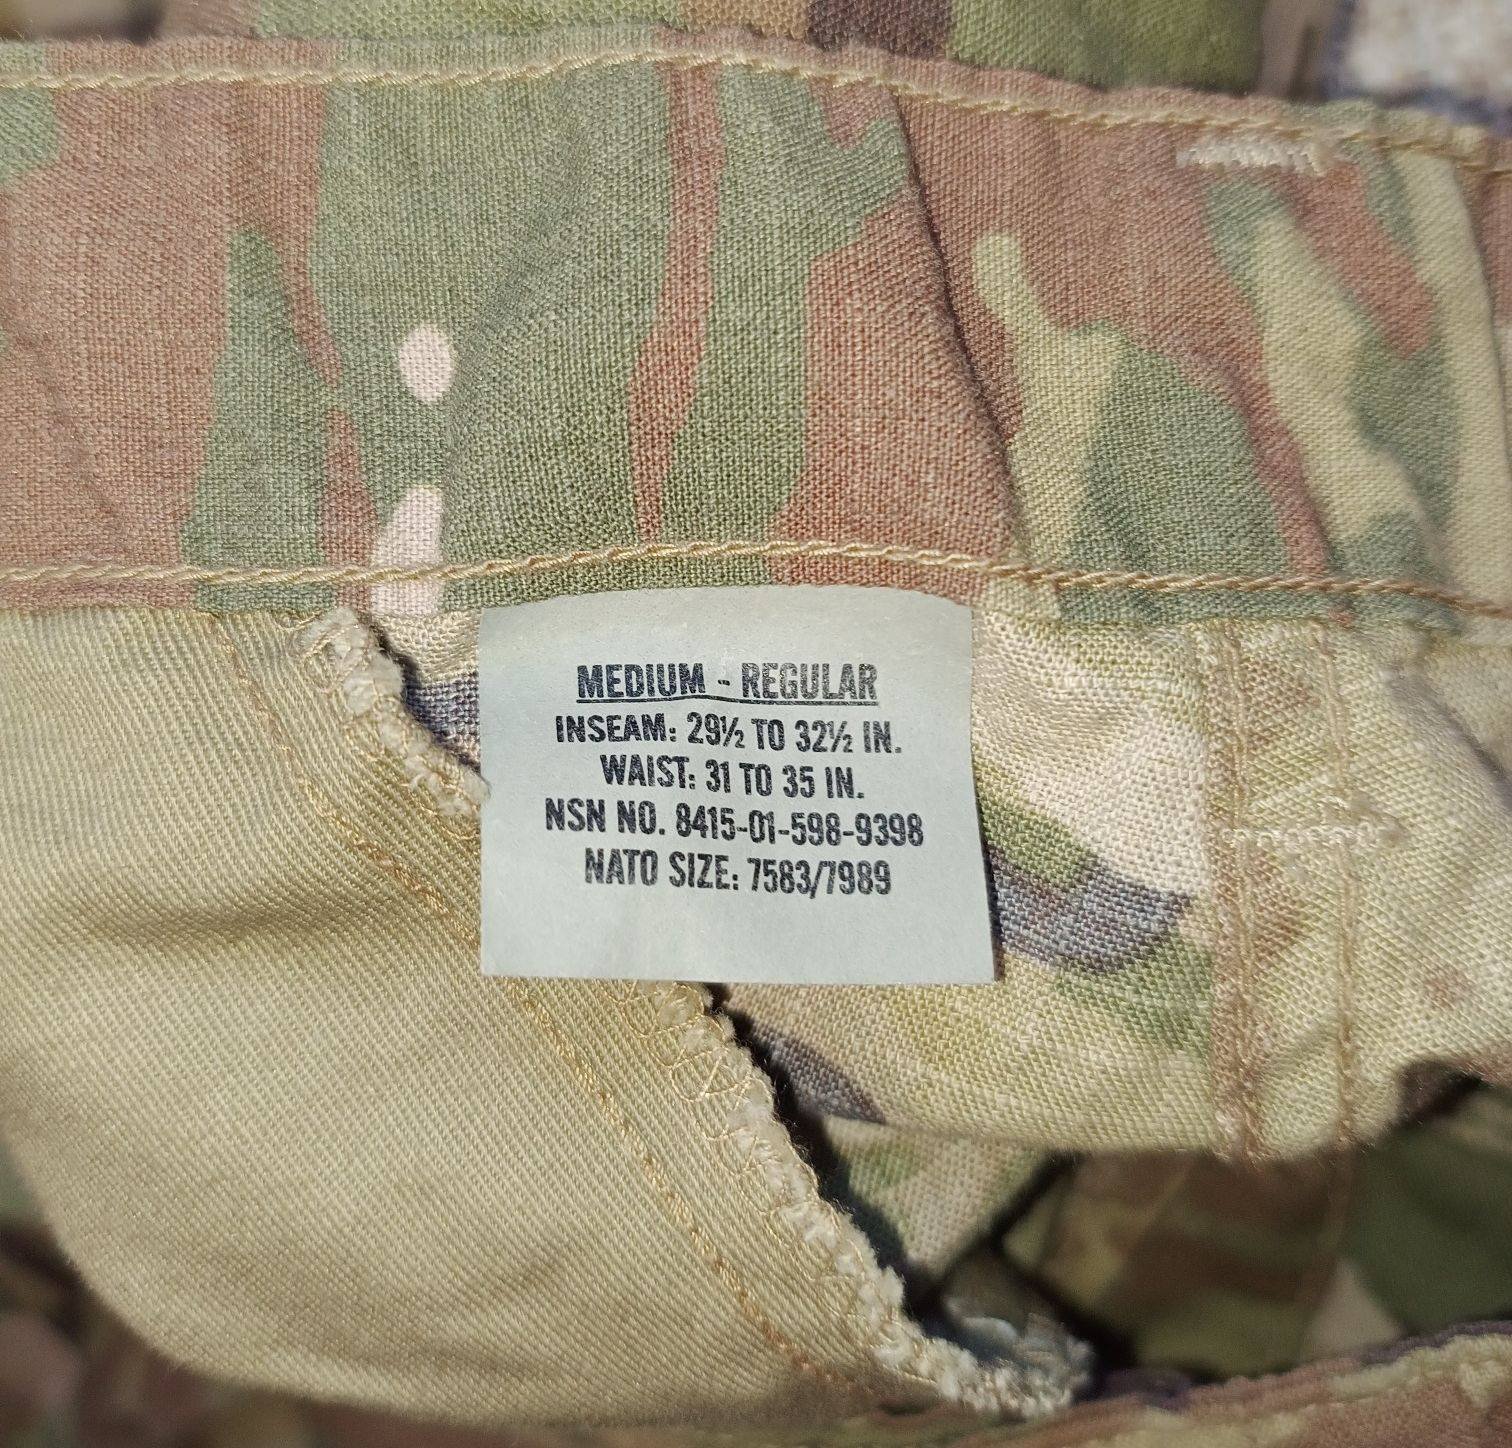 MEDIUM - REGULAR
INSEAM: 29½ TO 32½ IN.
WAIST: 31 TO 35 IN.
NSN NO. 8415-01-598-9398
NATO SIZE: 7583/7989